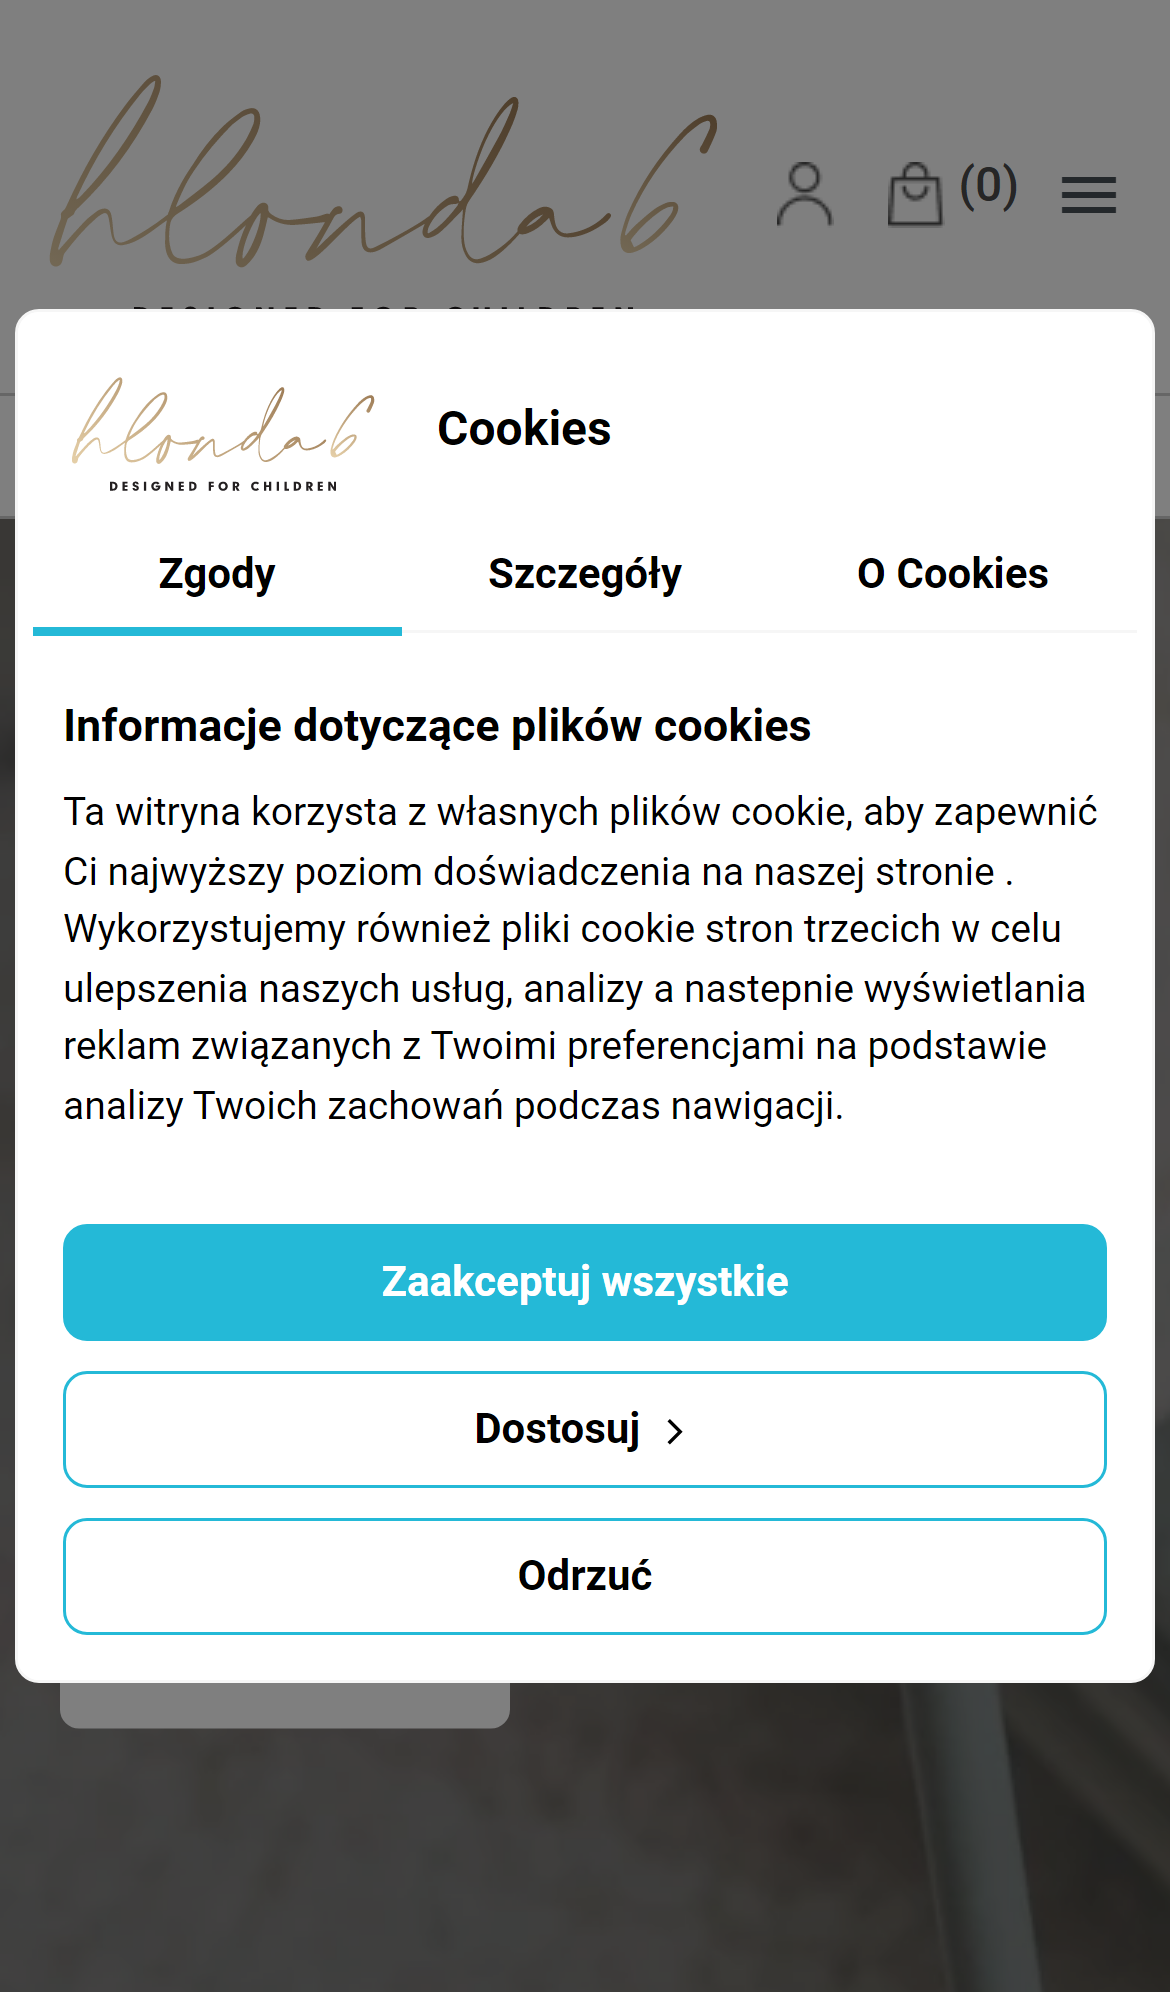 hlonda6
(0)
DESIGNED FOR CHILDREN
hlonda6
DESIGNED FOR CHILDREN
Cookies
Zgody
Szczegóły
O Cookies
Informacje dotyczące plików cookies
Ta witryna korzysta z własnych plików cookie, aby zapewnić
Ci najwyższy poziom doświadczenia na naszej stronie .
Wykorzystujemy również pliki cookie stron trzecich w celu
ulepszenia naszych usług, analizy a nastepnie wyświetlania
reklam związanych z Twoimi preferencjami na podstawie
analizy Twoich zachowań podczas nawigacji.
Zaakceptuj wszystkie
Dostosuj
Odrzuć